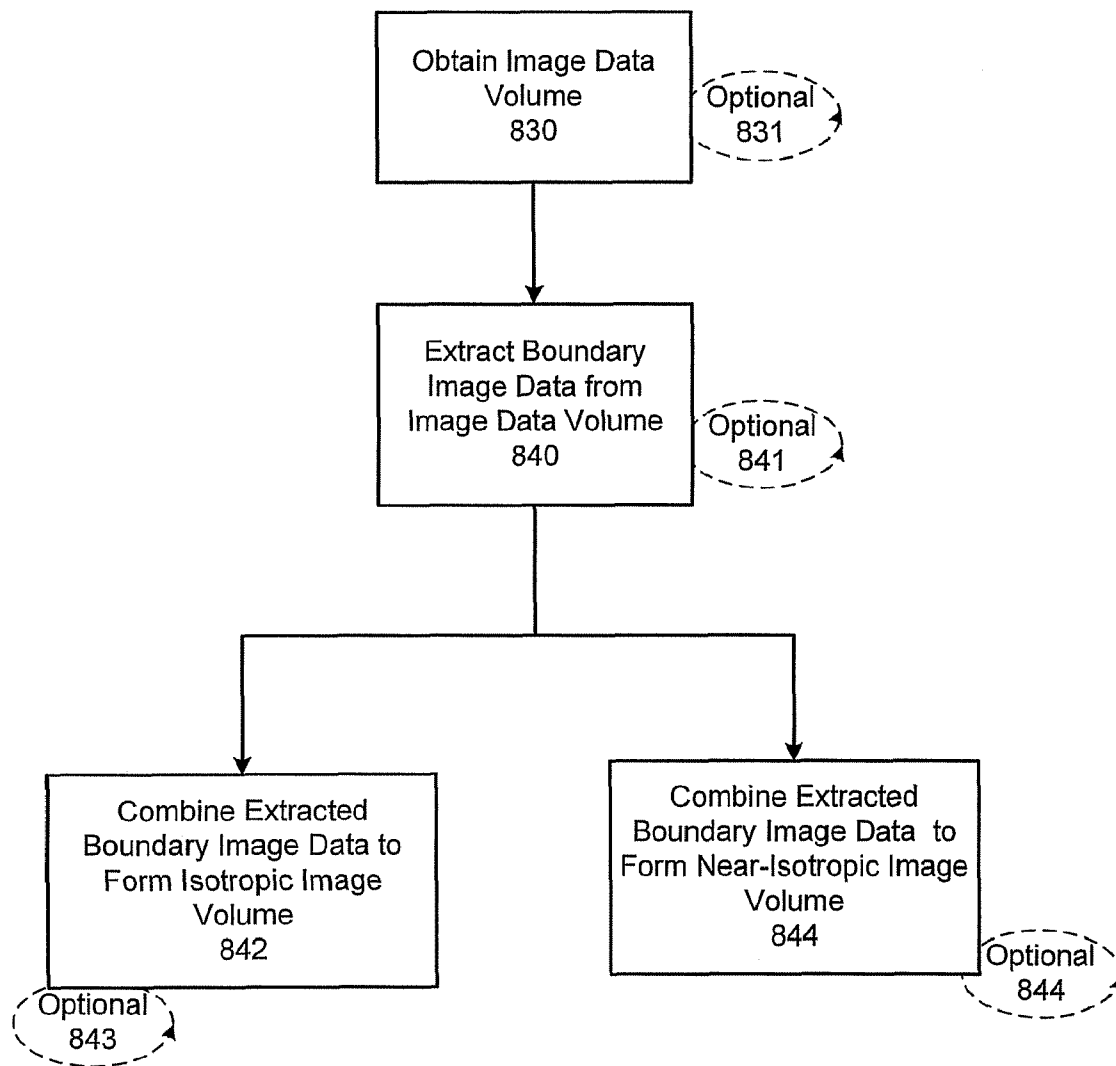 Obtain Image Data
Volume
830
Optional
831
Extract Boundary
Image Data from
Image Data Volume
840
Optional
841
Combine Extracted
Boundary Image Data to
Form Isotropic Image
Volume
842
Optional
843
Combine Extracted
Boundary Image Data to
Form Near-Isotropic Image
Volume
844
Optional
844